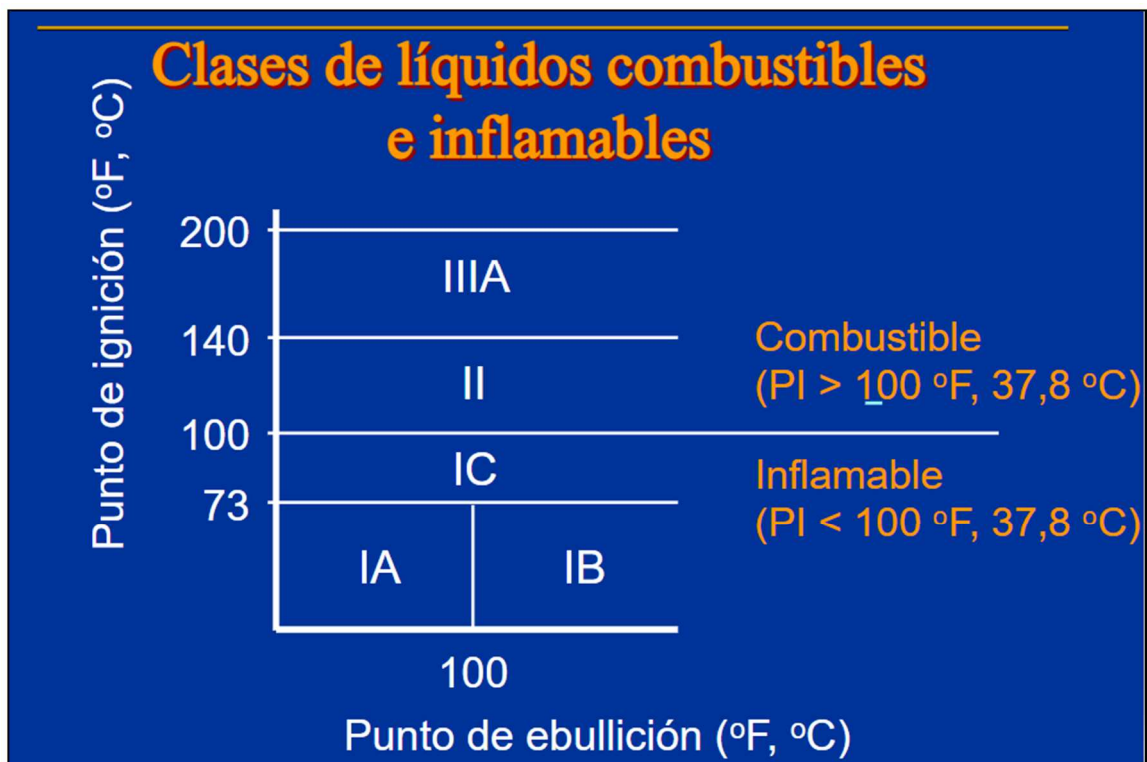 Clases de líquidos combustibles
e inflamables
Punto de ignición (ºF, ºC)
200
IIIA
140
II
100
IC
73
IA
IB
100
Punto de ebullición (ºF, ºC)
Combustible
(PI > 100 ºF, 37,8 ºC)
Inflamable
(PI < 100 ºF, 37,8 ºC)